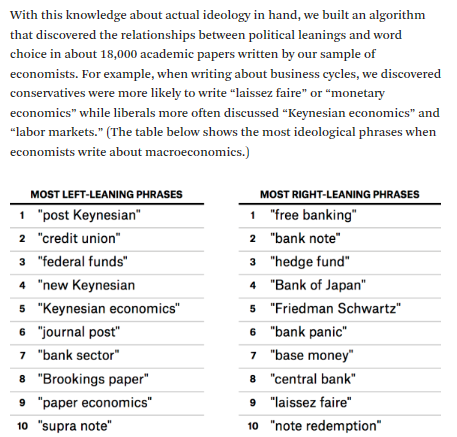 With this knowledge about actual ideology in hand, we built an algorithm
that discovered the relationships between political leanings and word
choice in about 18,000 academic papers written by our sample of
economists. For example, when writing about business cycles, we discovered
conservatives were more likely to write “laissez faire” or “monetary
economics” while liberals more often discussed “Keynesian economics” and
“labor markets.” (The table below shows the most ideological phrases when
economists write about macroeconomics.)
MOST LEFT-LEANING PHRASES
1 "post Keynesian"
2 "credit union"
3 "federal funds"
4 "new Keynesian
5 "Keynesian economics"
6 "journal post"
7 "bank sector"
8 "Brookings paper"
9 "paper economics"
10 "supra note"
MOST RIGHT-LEANING PHRASES
1 "free banking"
2 "bank note"
3 "hedge fund"
4 "Bank of Japan"
5 "Friedman Schwartz"
6 "bank panic"
7 "base money"
8 "central bank"
9 "laissez faire"
10 "note redemption"